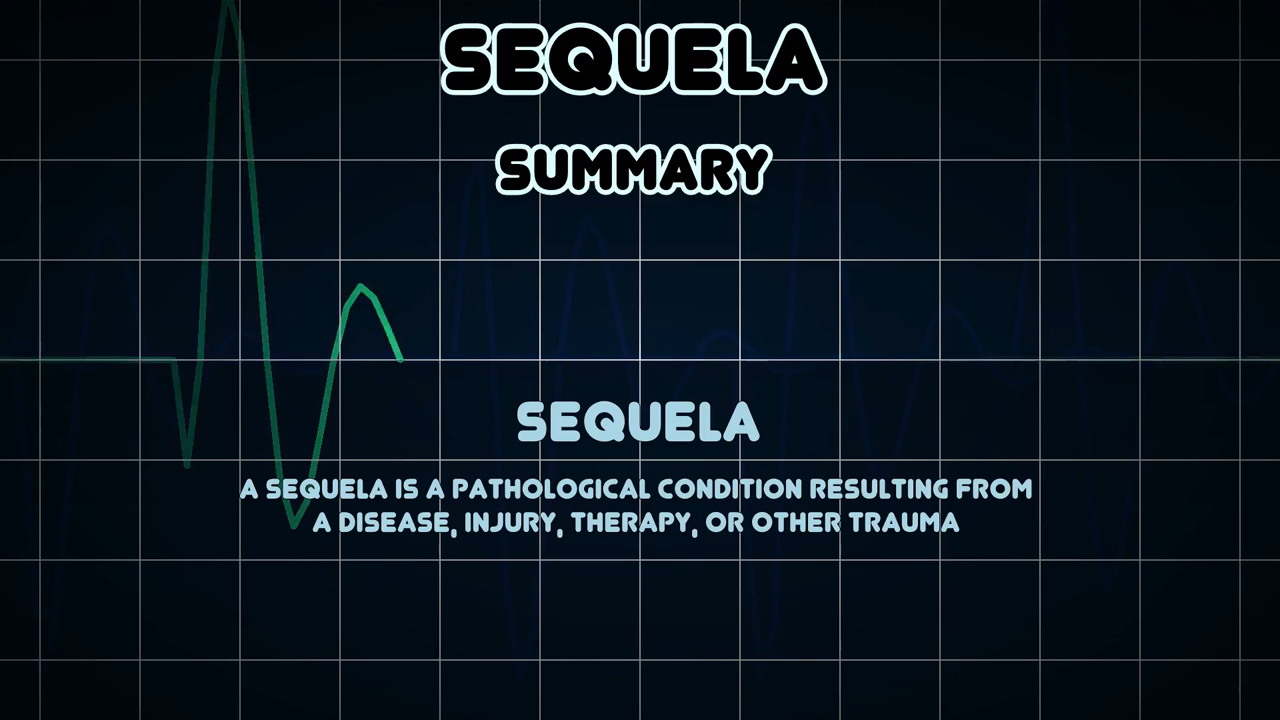 SEQUELA
SUMMARY
SEQUELA
A SEQUELA IS A PATHOLOGICAL CONDITION RESULTING FROM
A DISEASE, INJURY, THERAPY, OR OTHER TRAUMA